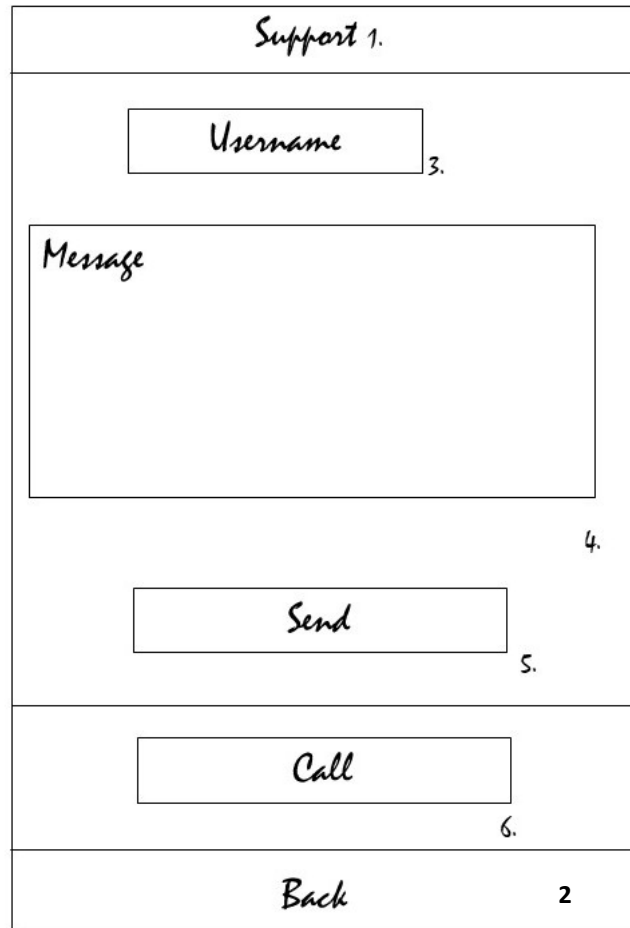 Support 1.
Username
3.
Message
4.
Send
5.
Call
6.
Back 2